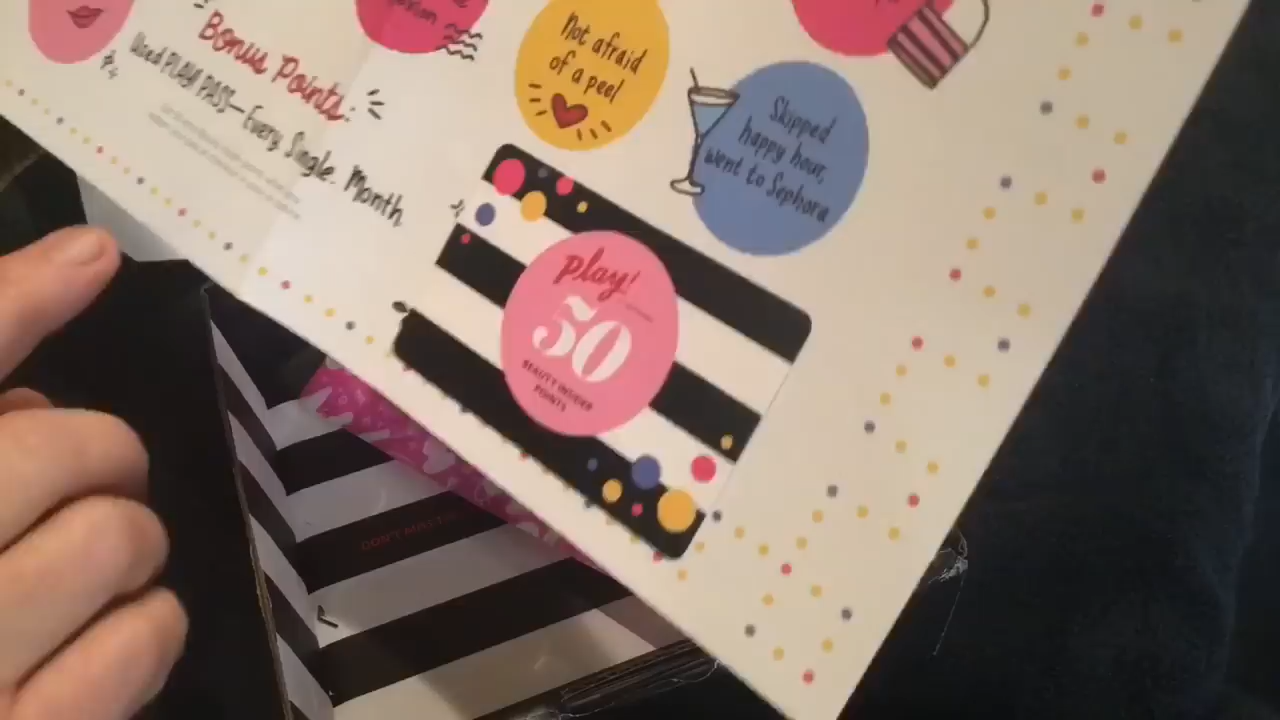 Bonus Points:
Used PLAY PASS—Every. Single. Month.
Not afraid
of a peel
Skipped
happy hour,
went to Sephora
Play!
50
BEAUTY INSIDER
POINTS
DON'T